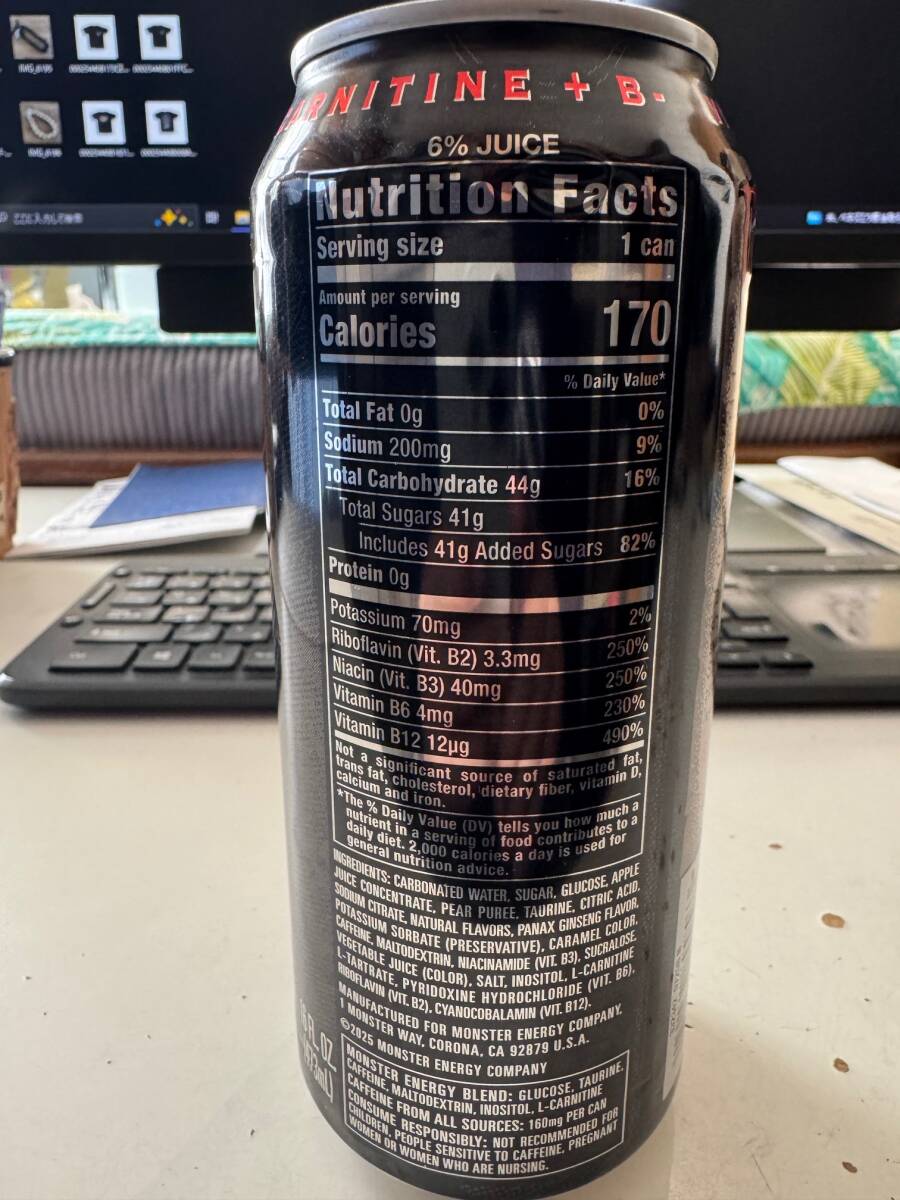 ARNITINE + B-
6% JUICE
Nutrition Facts
Serving size 1 can
Amount per serving
Calories 170
% Daily Value*
Total Fat 0g 0%
Sodium 200mg 9%
Total Carbohydrate 44g 16%
Total Sugars 41g
Includes 41g Added Sugars 82%
Protein 0g
Potassium 70mg 2%
Riboflavin (Vit. B2) 3.3mg 250%
Niacin (Vit. B3) 40mg 250%
Vitamin B6 4mg 230%
Vitamin B12 12µg 490%
Not a significant source of saturated fat,
trans fat, cholesterol, dietary fiber, vitamin D,
calcium and iron.
*The % Daily Value (DV) tells you how much a
nutrient in a serving of food contributes to a
daily diet. 2,000 calories a day is used for
general nutrition advice.
INGREDIENTS: CARBONATED WATER, SUGAR, GLUCOSE, APPLE
JUICE CONCENTRATE, PEAR PUREE, TAURINE, CITRIC ACID,
SODIUM CITRATE, NATURAL FLAVORS, PANAX GINSENG FLAVOR,
POTASSIUM SORBATE (PRESERVATIVE), CARAMEL COLOR,
CAFFEINE, MALTODEXTRIN, NIACINAMIDE (VIT. B3), SUCRALOSE,
VEGETABLE JUICE (COLOR), SALT, INOSITOL, L-CARNITINE
L-TARTRATE, PYRIDOXINE HYDROCHLORIDE (VIT. B6),
RIBOFLAVIN (VIT. B2), CYANOCOBALAMIN (VIT. B12).
MANUFACTURED FOR MONSTER ENERGY COMPANY,
1 MONSTER WAY, CORONA, CA 92879 U.S.A.
©2025 MONSTER ENERGY COMPANY
MONSTER ENERGY BLEND: GLUCOSE, TAURINE,
CAFFEINE, MALTODEXTRIN, INOSITOL, L-CARNITINE
CAFFEINE FROM ALL SOURCES: 160mg PER CAN
CONSUME RESPONSIBLY: NOT RECOMMENDED FOR
CHILDREN, PEOPLE SENSITIVE TO CAFFEINE, PREGNANT
WOMEN OR WOMEN WHO ARE NURSING.
FL OZ